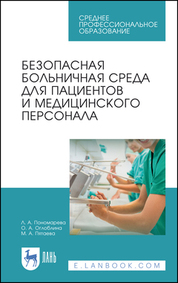 СРЕДНЕЕ
ПРОФЕССИОНАЛЬНОЕ
ОБРАЗОВАНИЕ
БЕЗОПАСНАЯ
БОЛЬНИЧНАЯ СРЕДА
ДЛЯ ПАЦИЕНТОВ
И МЕДИЦИНСКОГО
ПЕРСОНАЛА
Л. А. Пономарева
О. А. Оглоблина
М. А. Пятаева
ЛАНЬ
E.LANBOOK.COM